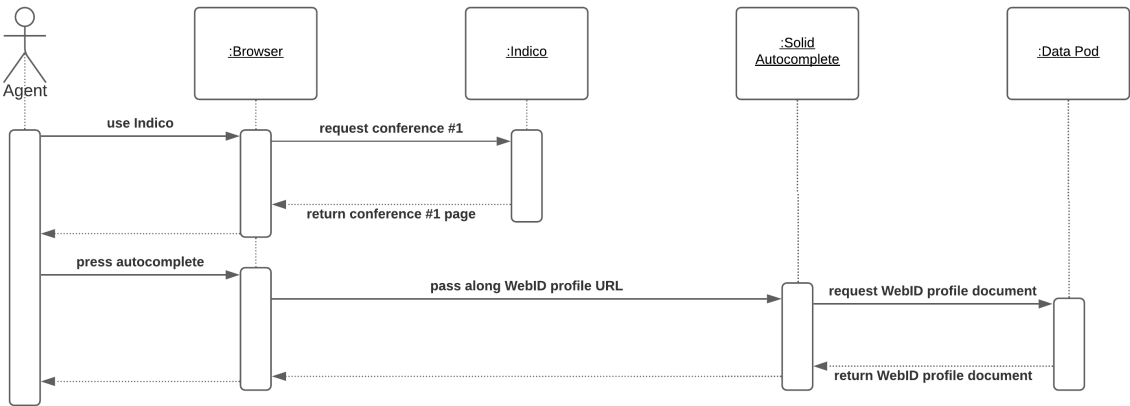 :Browser
:Indico
:Solid
Autocomplete
:Data Pod
Agent
use Indico
request conference #1
return conference #1 page
press autocomplete
pass along WebID profile URL
request WebID profile document
return WebID profile document